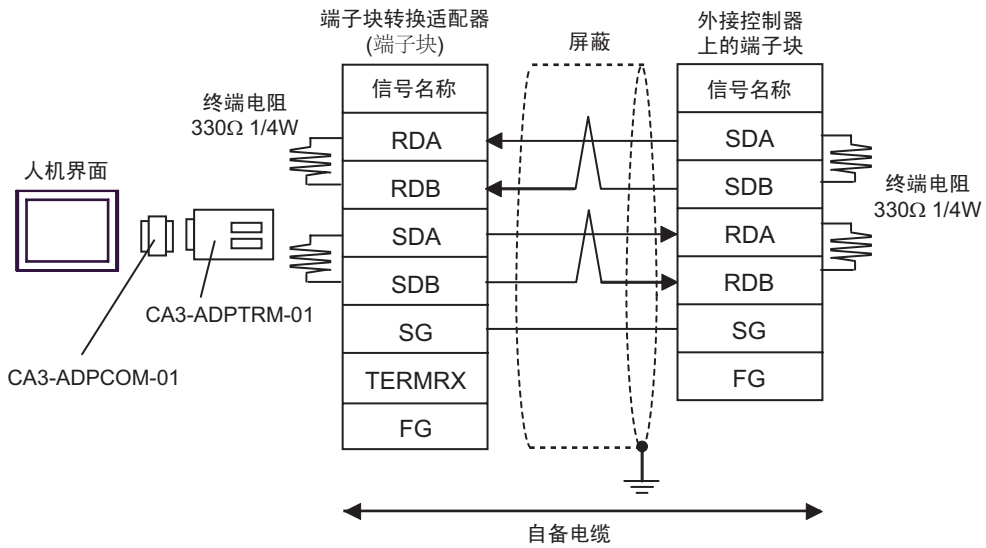 端子块转换适配器
(端子块)
屏蔽
外接控制器
上的端子块
信号名称
信号名称
终端电阻
330Ω 1/4W
RDA
SDA
人机界面
RDB
SDB
终端电阻
330Ω 1/4W
SDA
RDA
SDB
RDB
CA3-ADPTRM-01
SG
SG
CA3-ADPCOM-01
TERMRX
FG
FG
自备电缆